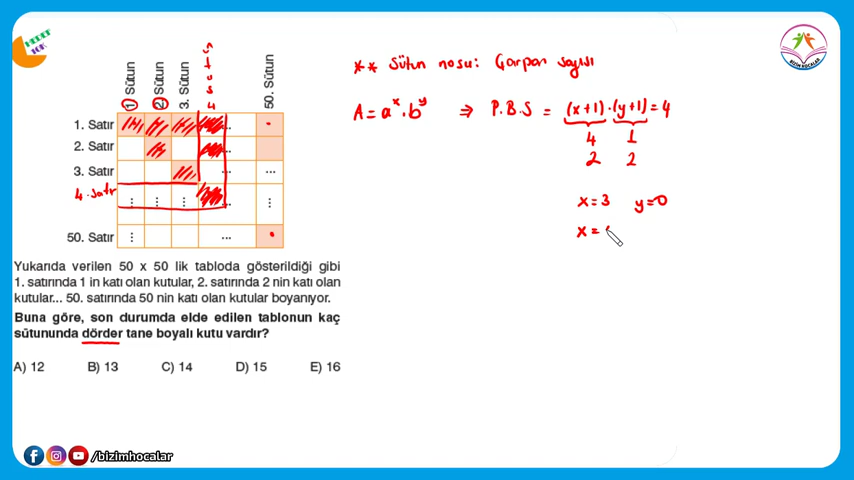 1. Sütun
2. Sütun
3. Sütun
50. Sütun
** Sütun nosu: Çarpan sayısı
A = aˣ . bʸ ⇒ P.B.S = (x+1) . (y+1) = 4
4 1
2 2
x = 3 y = 0
x =
1. Satır ...
2. Satır
3. Satır ... ...
4. satır
⋮ ⋮ ⋮ ... ⋮
50. Satır ⋮ ...
Yukarıda verilen 50 x 50 lik tabloda gösterildiği gibi
1. satırında 1 in katı olan kutular, 2. satırında 2 nin katı olan
kutular... 50. satırında 50 nin katı olan kutular boyanıyor.
Buna göre, son durumda elde edilen tablonun kaç
sütununda dörder tane boyalı kutu vardır?
A) 12 B) 13 C) 14 D) 15 E) 16
/bizimhocalar
BİZİM HOCALAR